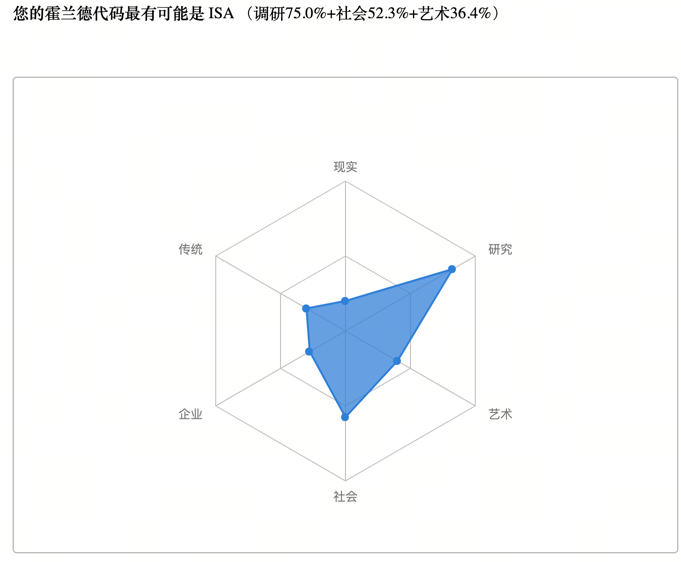 您的霍兰德代码最有可能是 ISA （调研75.0%+社会52.3%+艺术36.4%）
现实
传统
研究
企业
艺术
社会